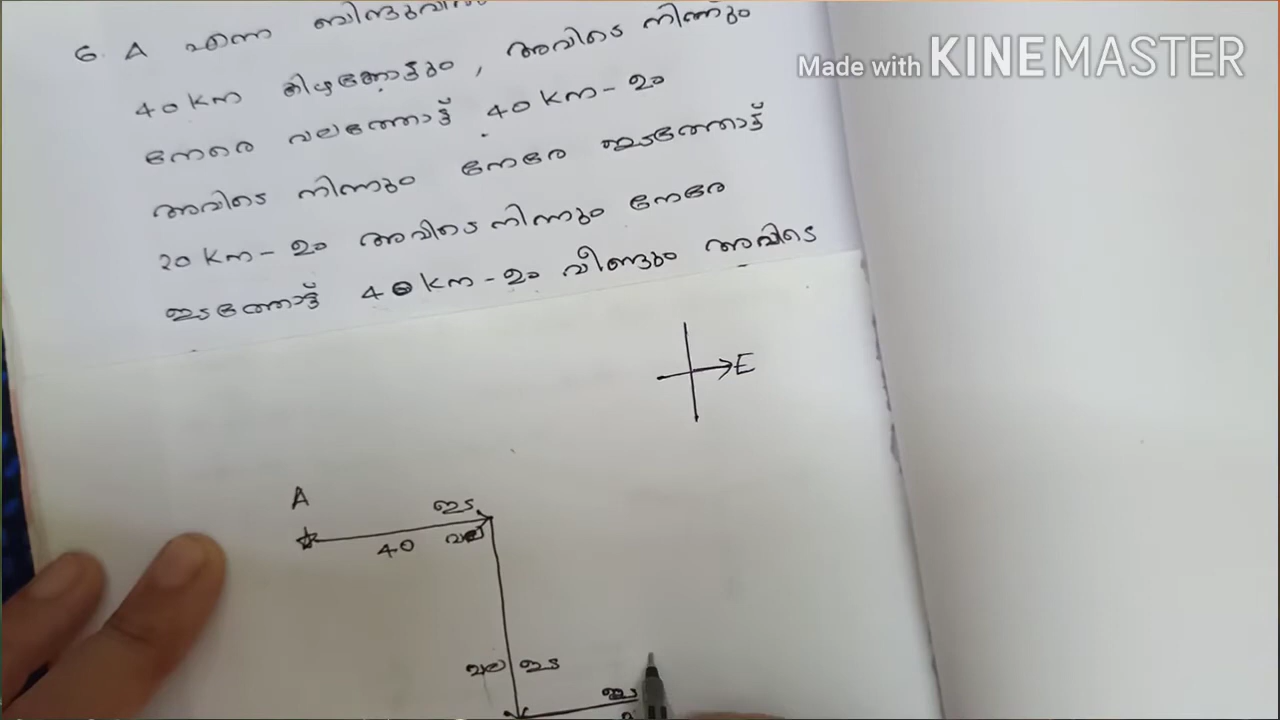 Made with KINEMASTER
6. A എന്ന
40 km കിഴക്കോട്ടും, അവിടെ നിന്നും
നേരെ വലത്തോട്ട് 40 km - ഉം
അവിടെ നിന്നും നേരേ ഇടത്തോട്ട്
20 km - ഉം അവിടെ നിന്നും നേരേ
ഇടത്തോട്ട് 40 km - ഉം വീണ്ടും അവിടെ
E
A
ഇട
40 വല
വല ഇട